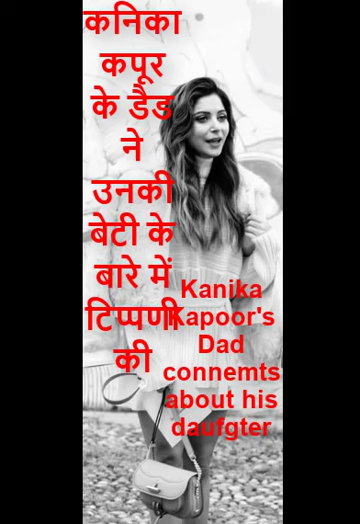 कनिका
कपूर
के डैड
ने
उनकी
बेटी के
बारे में
टिप्पणी
की
Kanika
Kapoor's
Dad
connemts
about his
daufgter